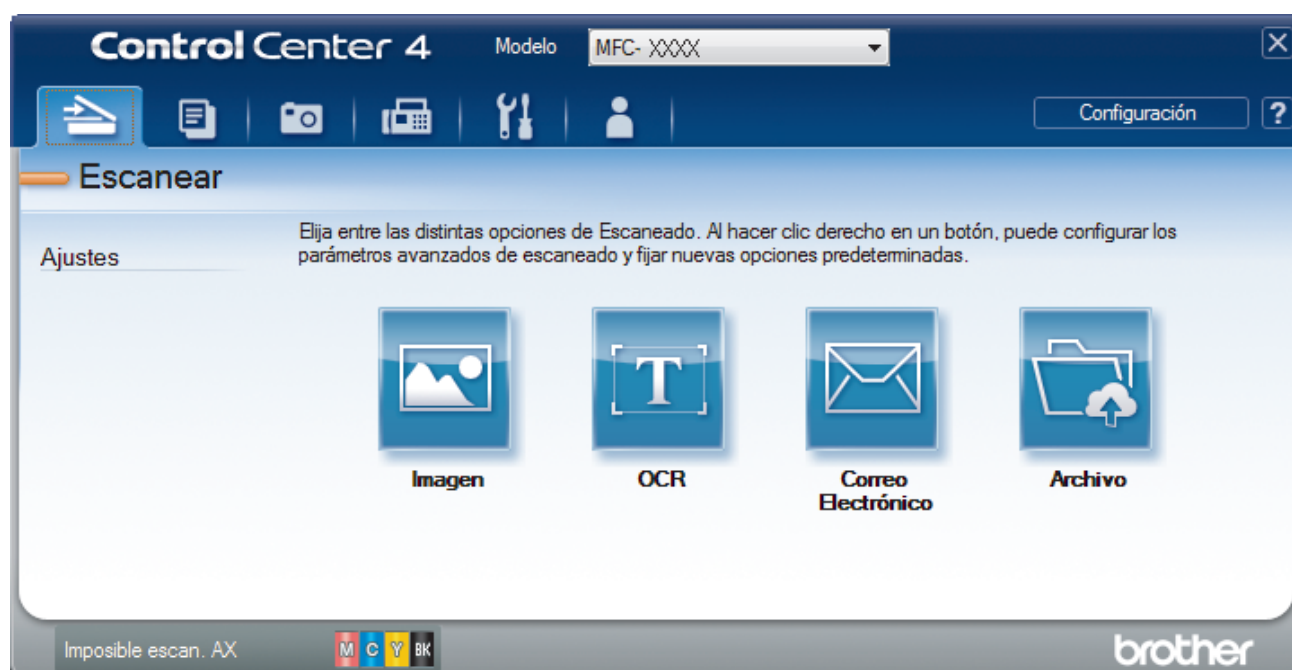 Control Center 4
Modelo
MFC- XXXX
Configuración
?
Escanear
Ajustes
Elija entre las distintas opciones de Escaneado. Al hacer clic derecho en un botón, puede configurar los
parámetros avanzados de escaneado y fijar nuevas opciones predeterminadas.
T
Imagen
OCR
Correo
Electrónico
Archivo
Imposible escan. AX
M C Y BK
brother